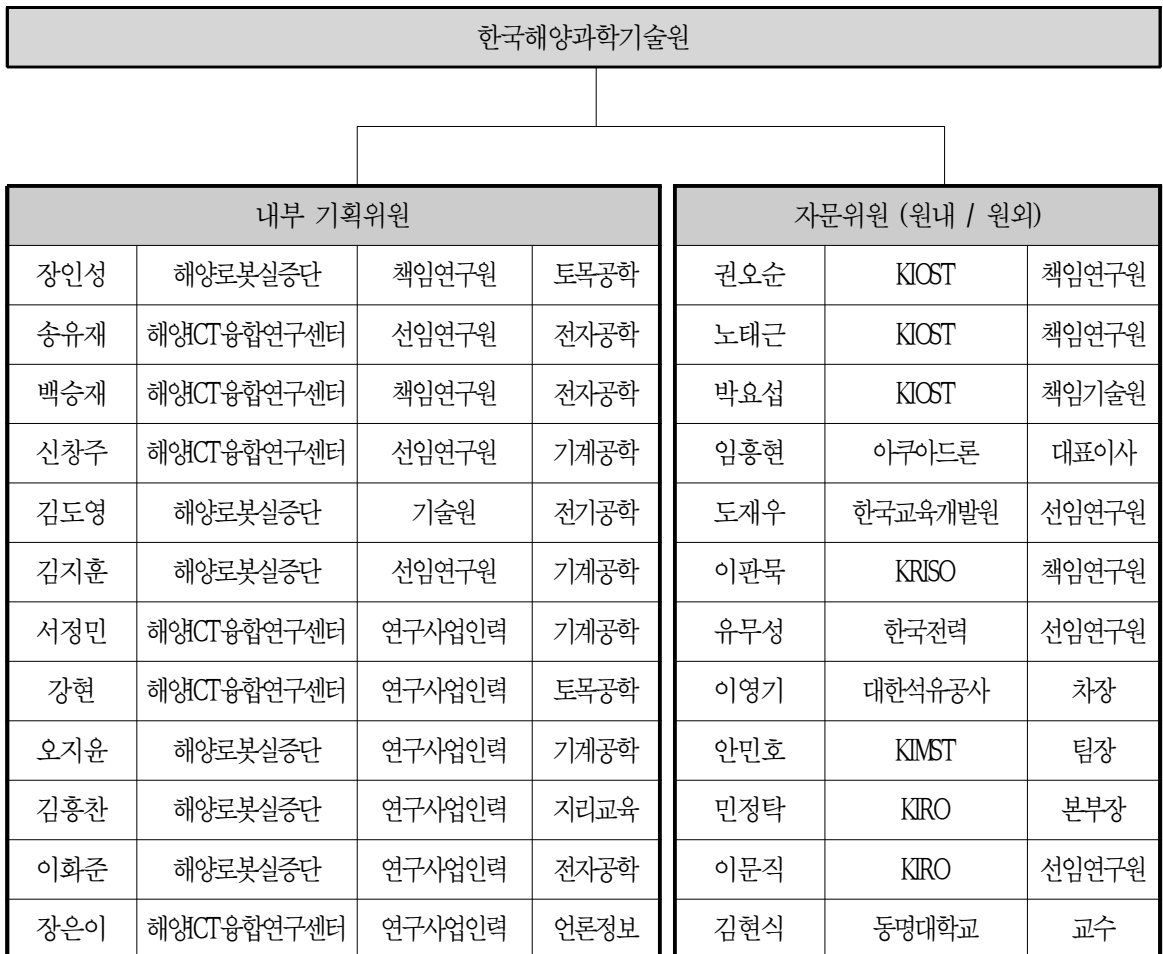 한국해양과학기술원
내부 기획위원
장인성 해양로봇실증단 책임연구원 토목공학
송유재 해양ICT융합연구센터 선임연구원 전자공학
백승재 해양ICT융합연구센터 책임연구원 전자공학
신창주 해양ICT융합연구센터 선임연구원 기계공학
김도영 해양로봇실증단 기술원 전기공학
김지훈 해양로봇실증단 선임연구원 기계공학
서정민 해양ICT융합연구센터 연구사업인력 기계공학
강현 해양ICT융합연구센터 연구사업인력 토목공학
오지윤 해양로봇실증단 연구사업인력 기계공학
김흥찬 해양로봇실증단 연구사업인력 지리교육
이화준 해양로봇실증단 연구사업인력 전자공학
장은이 해양ICT융합연구센터 연구사업인력 언론정보
자문위원 (원내 / 원외)
권오순 KIOST 책임연구원
노태근 KIOST 책임연구원
박요섭 KIOST 책임기술원
임흥현 아쿠아드론 대표이사
도재우 한국교육개발원 선임연구원
이판묵 KRISO 책임연구원
유무성 한국전력 선임연구원
이영기 대한석유공사 차장
안민호 KIMST 팀장
민정탁 KIRO 본부장
이문직 KIRO 선임연구원
김현식 동명대학교 교수